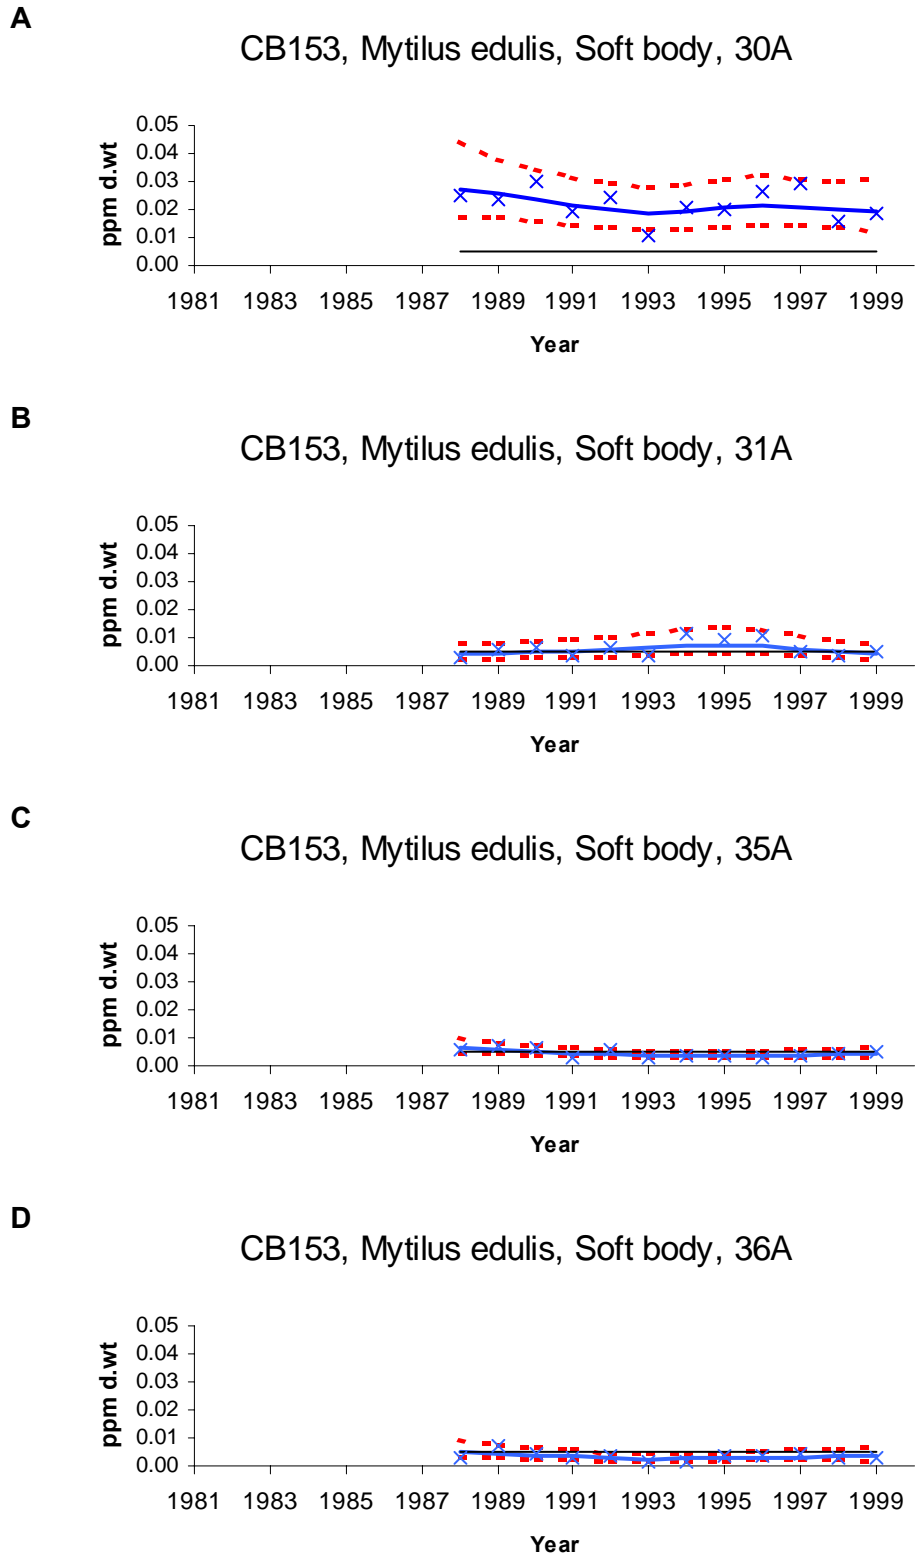 A
CB153, Mytilus edulis, Soft body, 30A
ppm d.wt
0.05
0.04
0.03
0.02
0.01
0.00
1981 1983 1985 1987 1989 1991 1993 1995 1997 1999
Year
B
CB153, Mytilus edulis, Soft body, 31A
ppm d.wt
0.05
0.04
0.03
0.02
0.01
0.00
1981 1983 1985 1987 1989 1991 1993 1995 1997 1999
Year
C
CB153, Mytilus edulis, Soft body, 35A
ppm d.wt
0.05
0.04
0.03
0.02
0.01
0.00
1981 1983 1985 1987 1989 1991 1993 1995 1997 1999
Year
D
CB153, Mytilus edulis, Soft body, 36A
ppm d.wt
0.05
0.04
0.03
0.02
0.01
0.00
1981 1983 1985 1987 1989 1991 1993 1995 1997 1999
Year